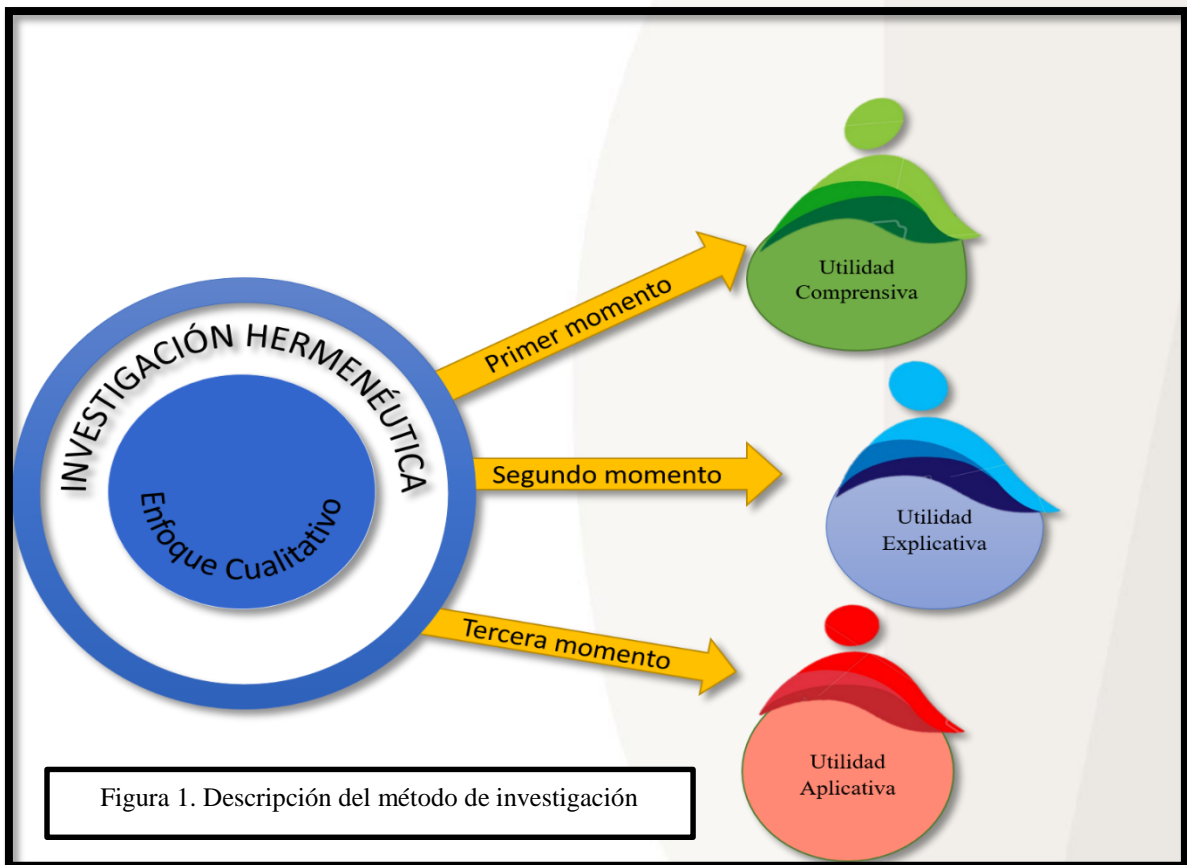 INVESTIGACIÓN HERMENÉUTICA
Enfoque Cualitativo
Primer momento
Utilidad
Comprensiva
Segundo momento
Utilidad
Explicativa
Tercera momento
Utilidad
Aplicativa
Figura 1. Descripción del método de investigación